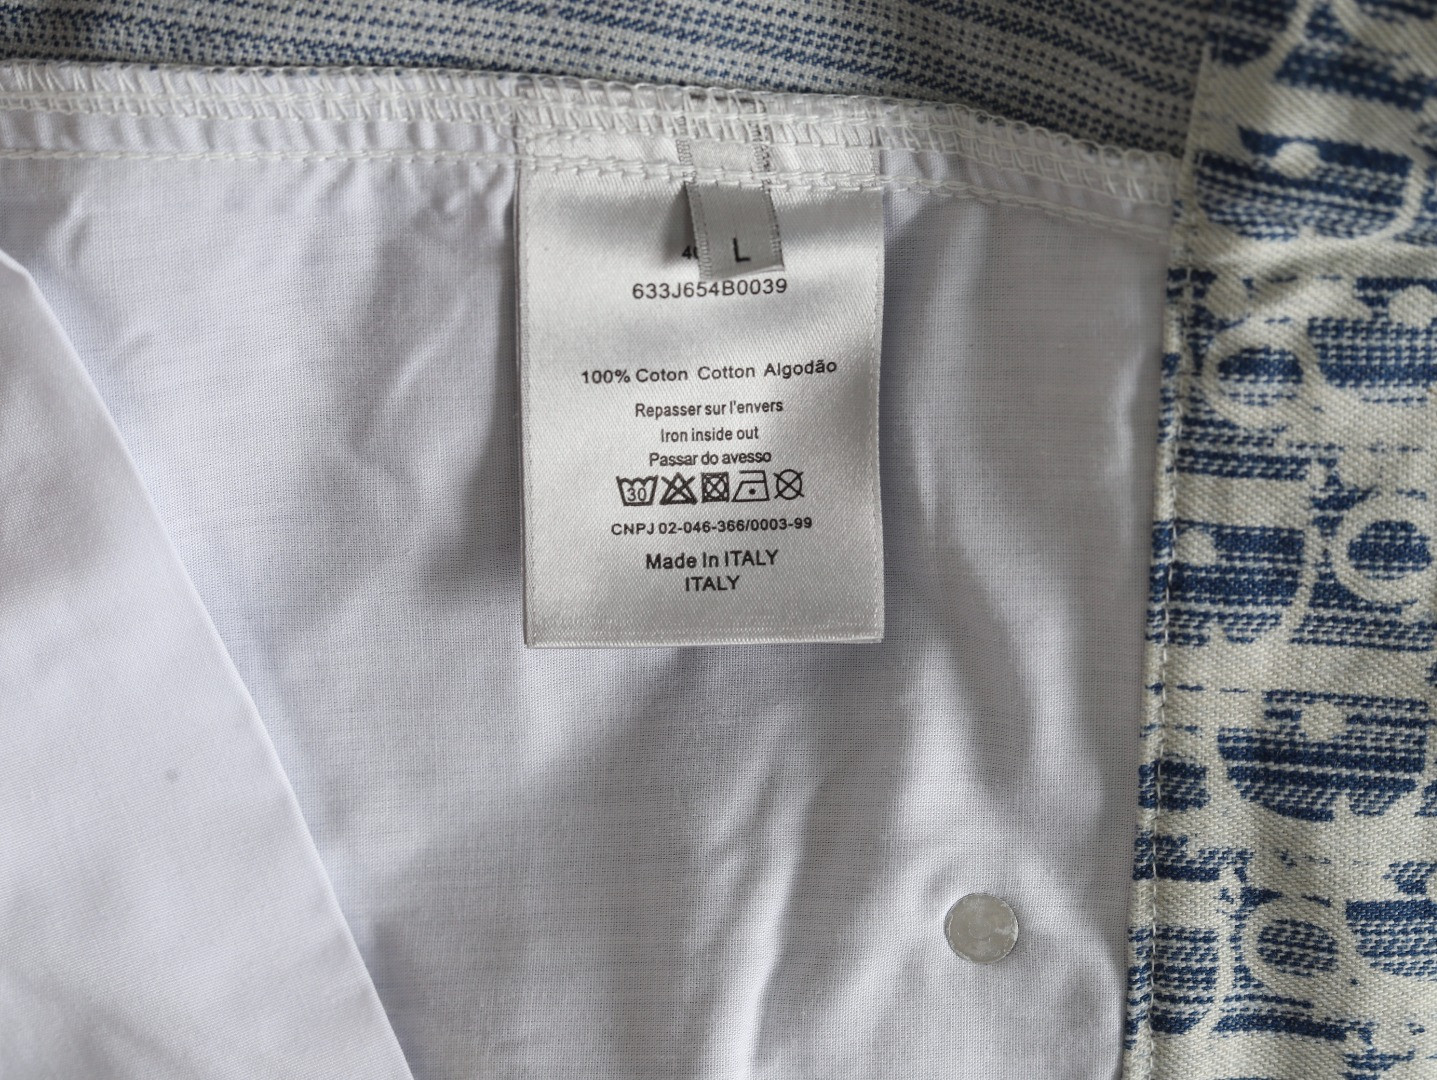 L
633J654B0039
100% Coton Cotton Algodão
Repasser sur l'envers
Iron inside out
Passar do avesso
30
CNPJ 02-046-366/0003-99
Made In ITALY
ITALY